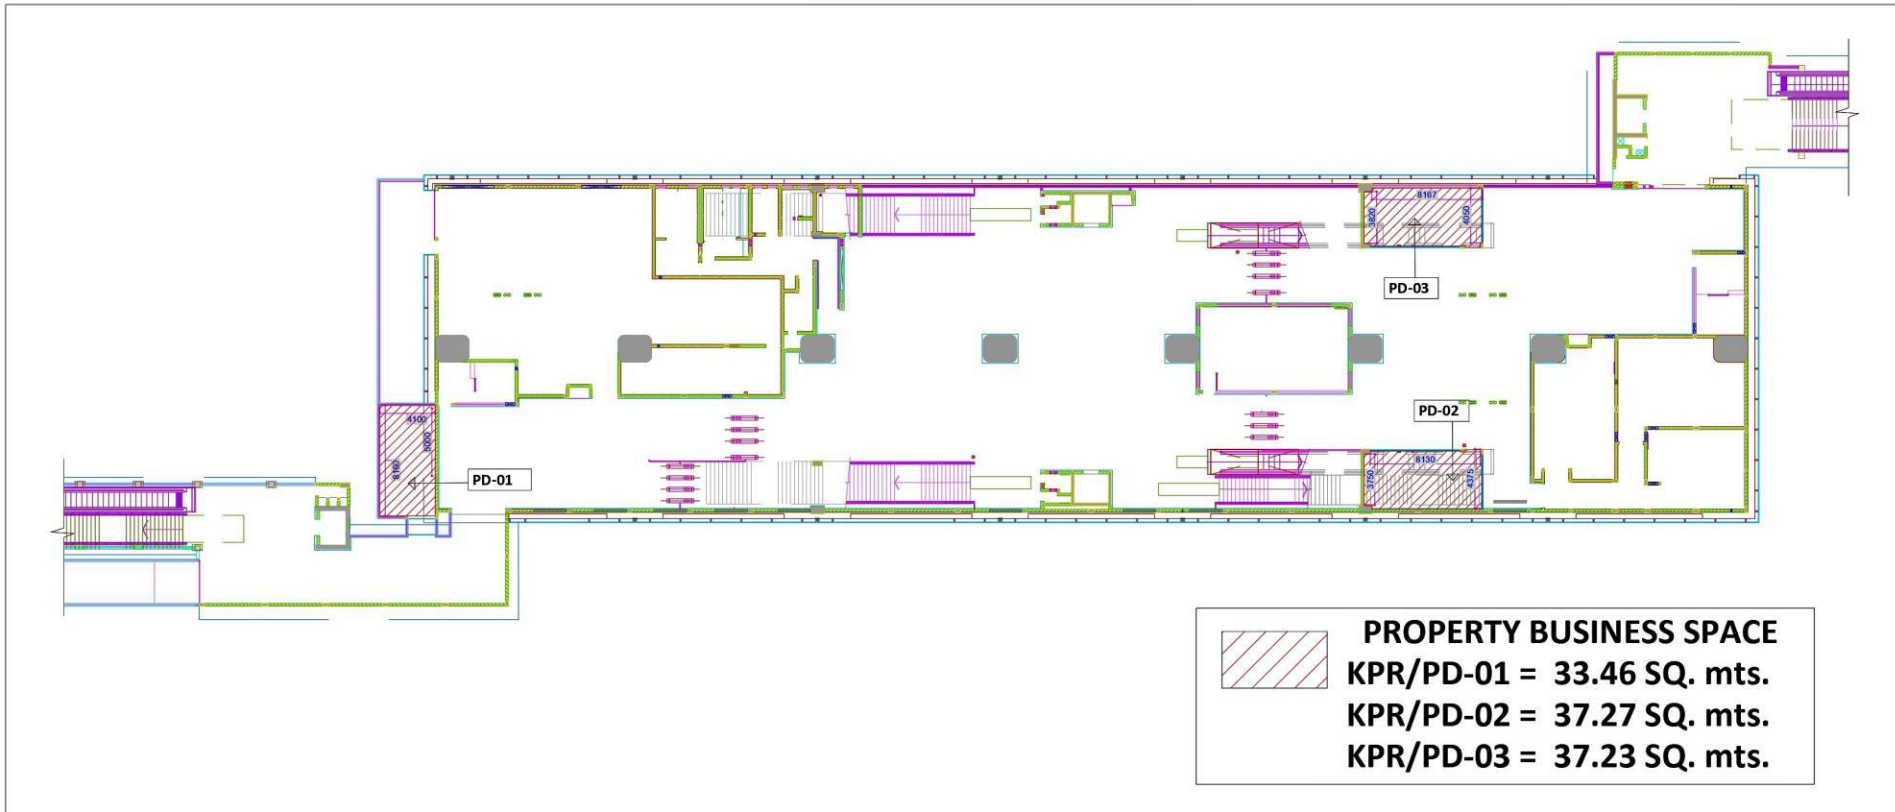 8167
3820
4050
PD-03
PD-02
4100
5000
8160
PD-01
8130
3750
4375
PROPERTY BUSINESS SPACE
KPR/PD-01 = 33.46 SQ. mts.
KPR/PD-02 = 37.27 SQ. mts.
KPR/PD-03 = 37.23 SQ. mts.